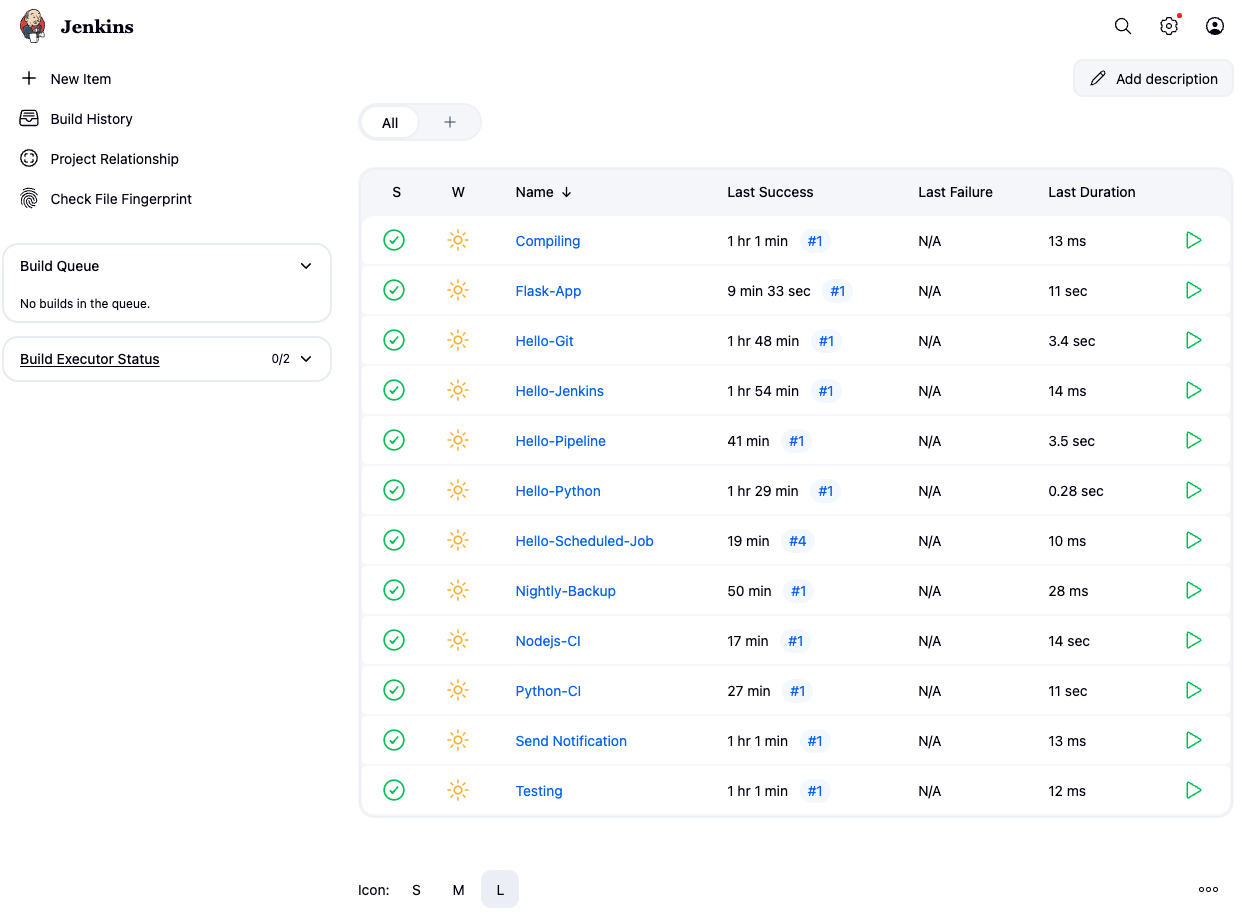 Jenkins
New Item
Build History
Project Relationship
Check File Fingerprint
Build Queue
No builds in the queue.
Build Executor Status 0/2
Add description
All
S W Name ↓ Last Success Last Failure Last Duration
Compiling 1 hr 1 min #1 N/A 13 ms
Flask-App 9 min 33 sec #1 N/A 11 sec
Hello-Git 1 hr 48 min #1 N/A 3.4 sec
Hello-Jenkins 1 hr 54 min #1 N/A 14 ms
Hello-Pipeline 41 min #1 N/A 3.5 sec
Hello-Python 1 hr 29 min #1 N/A 0.28 sec
Hello-Scheduled-Job 19 min #4 N/A 10 ms
Nightly-Backup 50 min #1 N/A 28 ms
Nodejs-CI 17 min #1 N/A 14 sec
Python-CI 27 min #1 N/A 11 sec
Send Notification 1 hr 1 min #1 N/A 13 ms
Testing 1 hr 1 min #1 N/A 12 ms
Icon: S M L